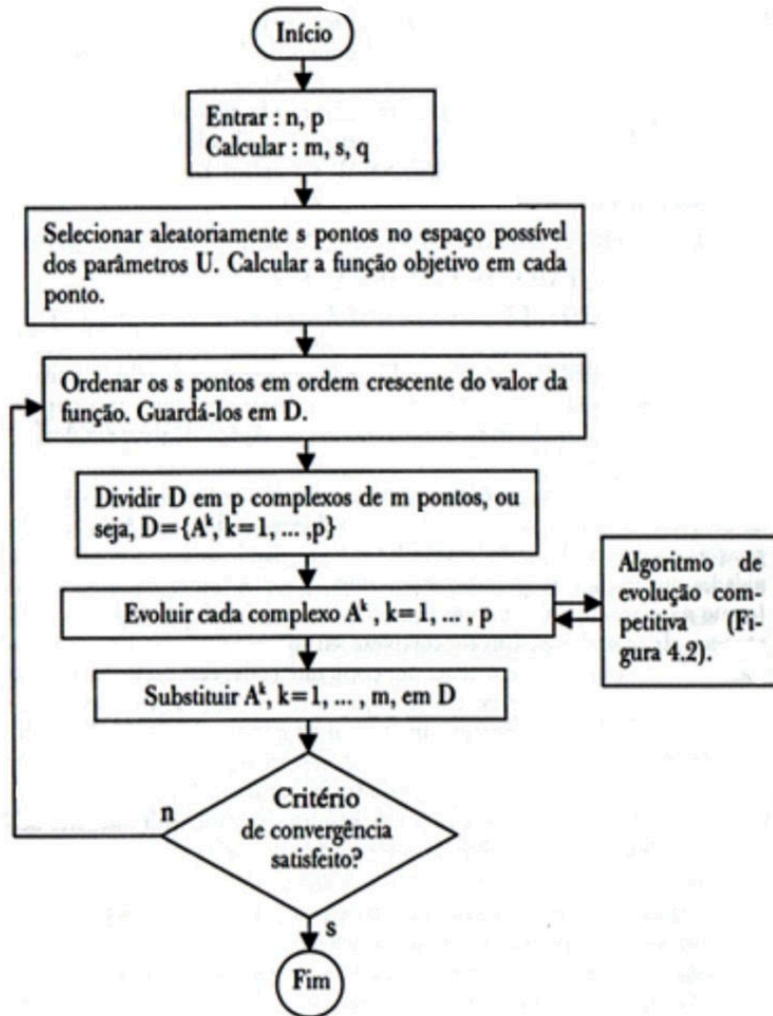 Início
Entrar : n, p
Calcular : m, s, q
Selecionar aleatoriamente s pontos no espaço possível
dos parâmetros U. Calcular a função objetivo em cada
ponto.
Ordenar os s pontos em ordem crescente do valor da
função. Guardá-los em D.
Dividir D em p complexos de m pontos, ou
seja, D={Aᵏ, k=1, ... ,p}
Evoluir cada complexo Aᵏ , k=1, ... , p
Algoritmo de
evolução com-
petitiva (Fi-
gura 4.2).
Substituir Aᵏ, k=1, ... , m, em D
Critério
de convergência
satisfeito?
n
s
Fim